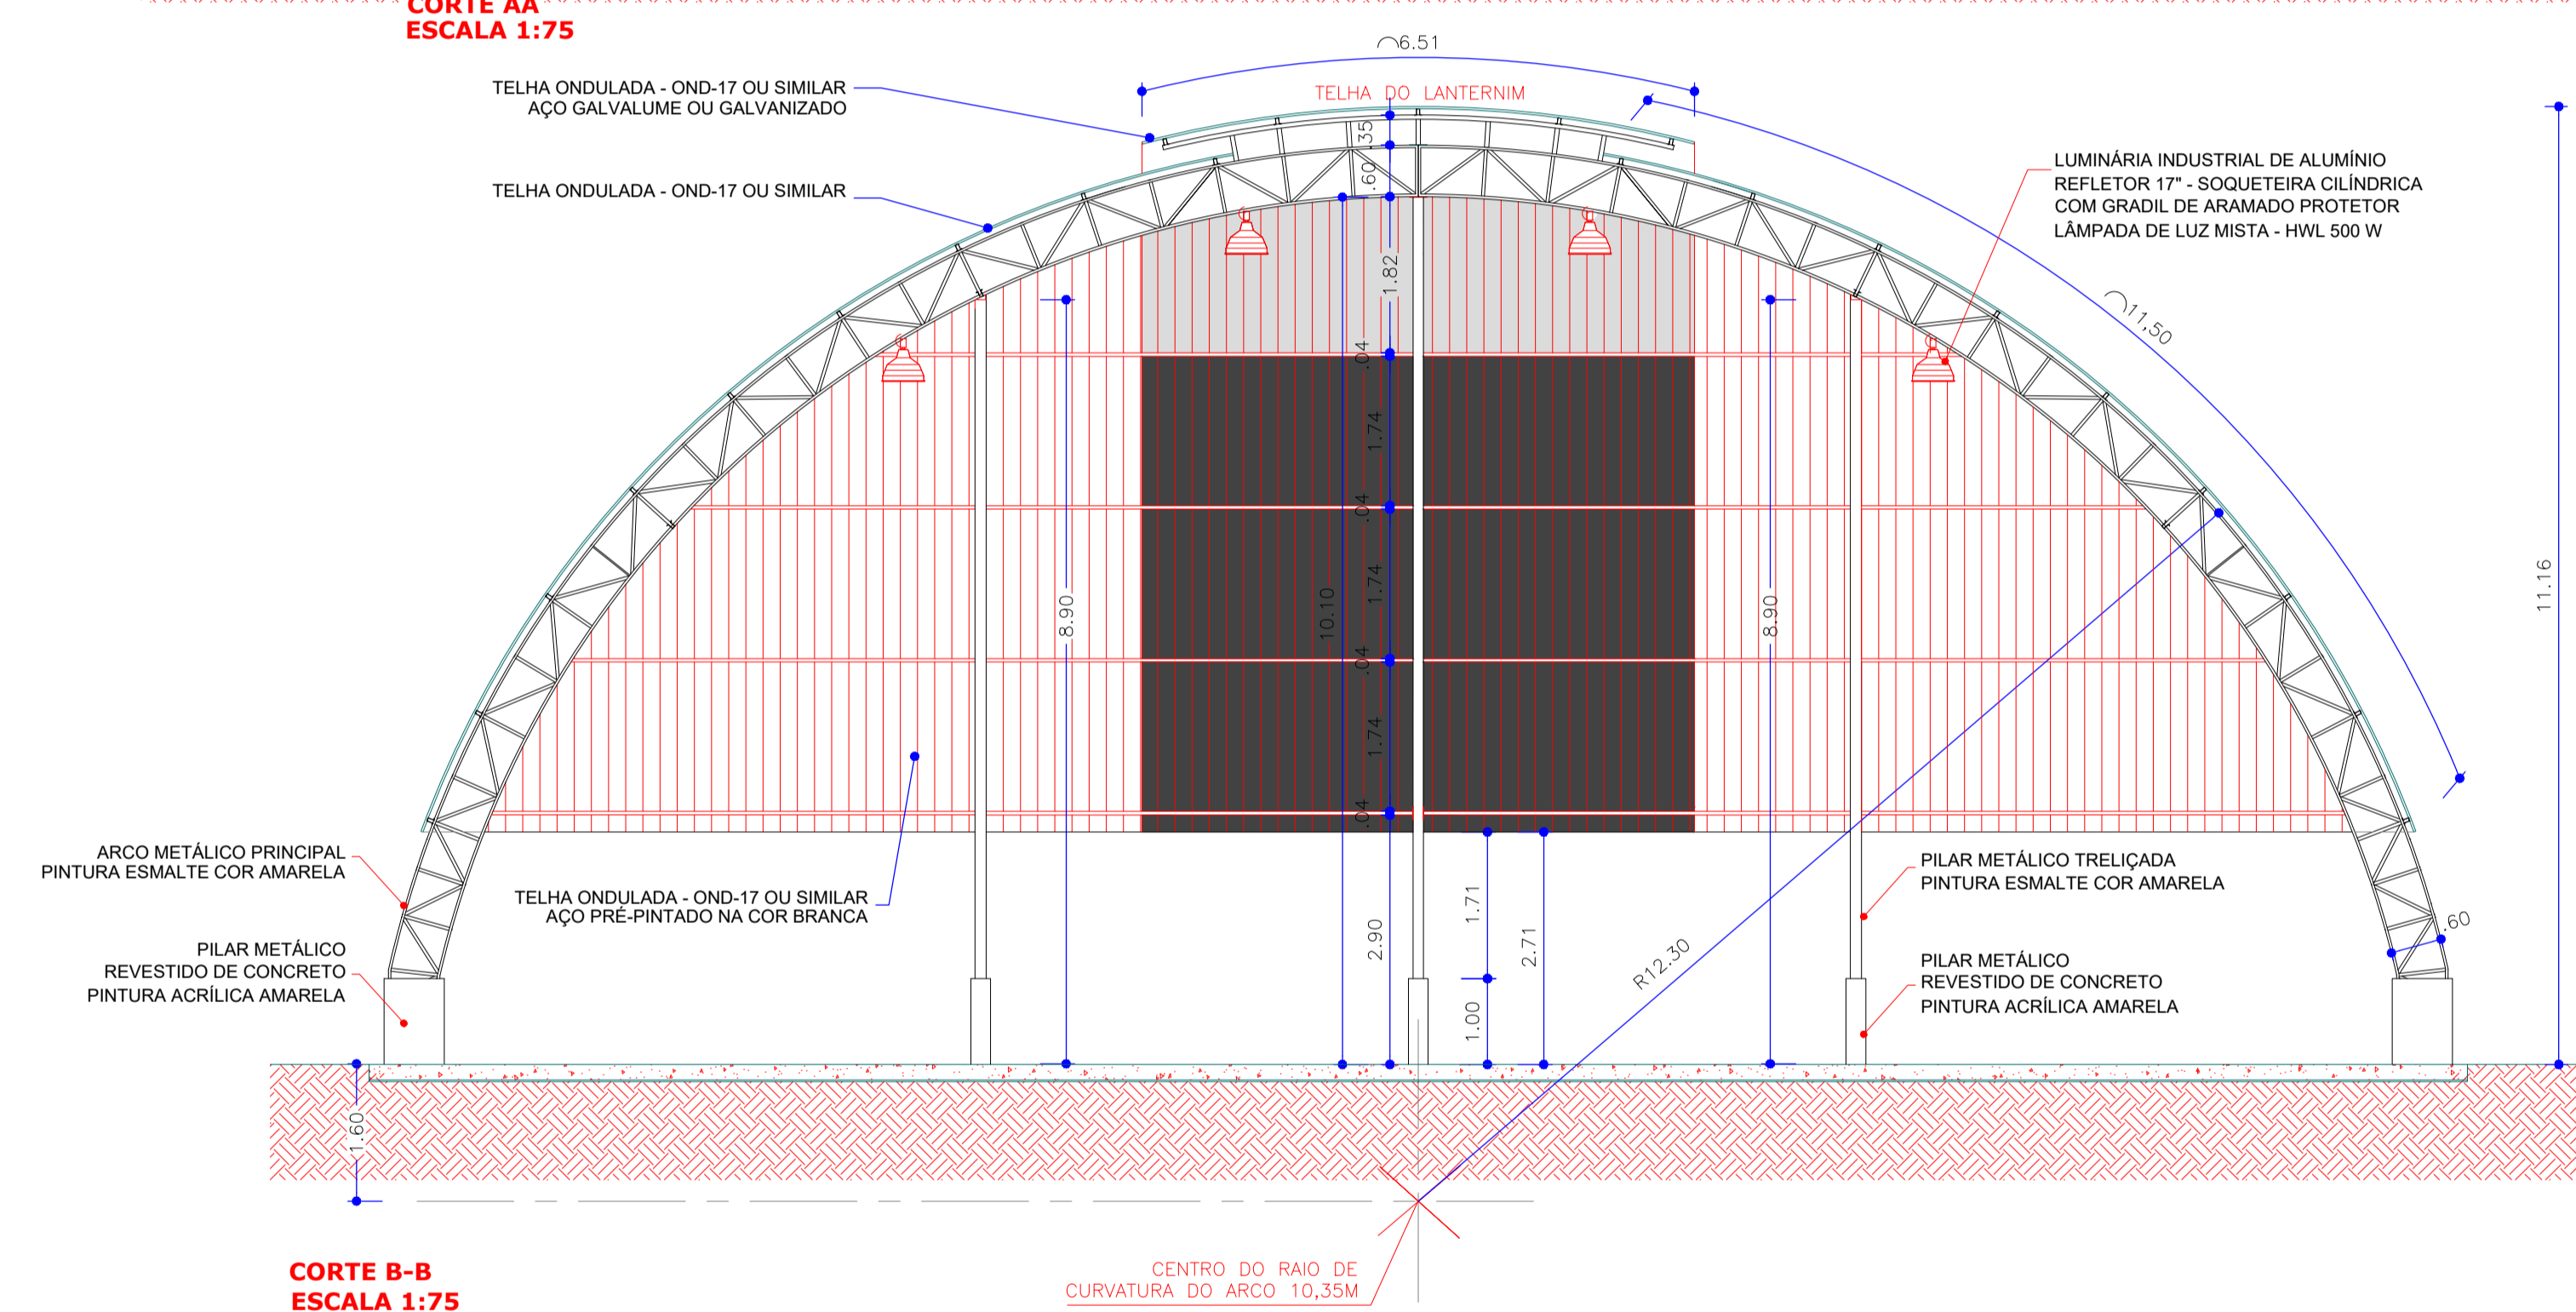 CORTE AA
ESCALA 1:75
6.51
TELHA ONDULADA - OND-17 OU SIMILAR
AÇO GALVALUME OU GALVANIZADO
TELHA DO LANTERNIM
.35
TELHA ONDULADA - OND-17 OU SIMILAR
.60
LUMINÁRIA INDUSTRIAL DE ALUMÍNIO
REFLETOR 17" - SOQUETEIRA CILÍNDRICA
COM GRADIL DE ARAMADO PROTETOR
LÂMPADA DE LUZ MISTA - HWL 500 W
1.82
11,50
.04
1.74
.04
1.74
8.90
10.10
8.90
11.16
.04
1.74
.04
ARCO METÁLICO PRINCIPAL
PINTURA ESMALTE COR AMARELA
TELHA ONDULADA - OND-17 OU SIMILAR
AÇO PRÉ-PINTADO NA COR BRANCA
PILAR METÁLICO TRELIÇADA
PINTURA ESMALTE COR AMARELA
1.71
2.90
2.71
.60
R12.30
PILAR METÁLICO
REVESTIDO DE CONCRETO
PINTURA ACRÍLICA AMARELA
PILAR METÁLICO
REVESTIDO DE CONCRETO
PINTURA ACRÍLICA AMARELA
1.00
1.60
CENTRO DO RAIO DE
CURVATURA DO ARCO 10,35M
CORTE B-B
ESCALA 1:75